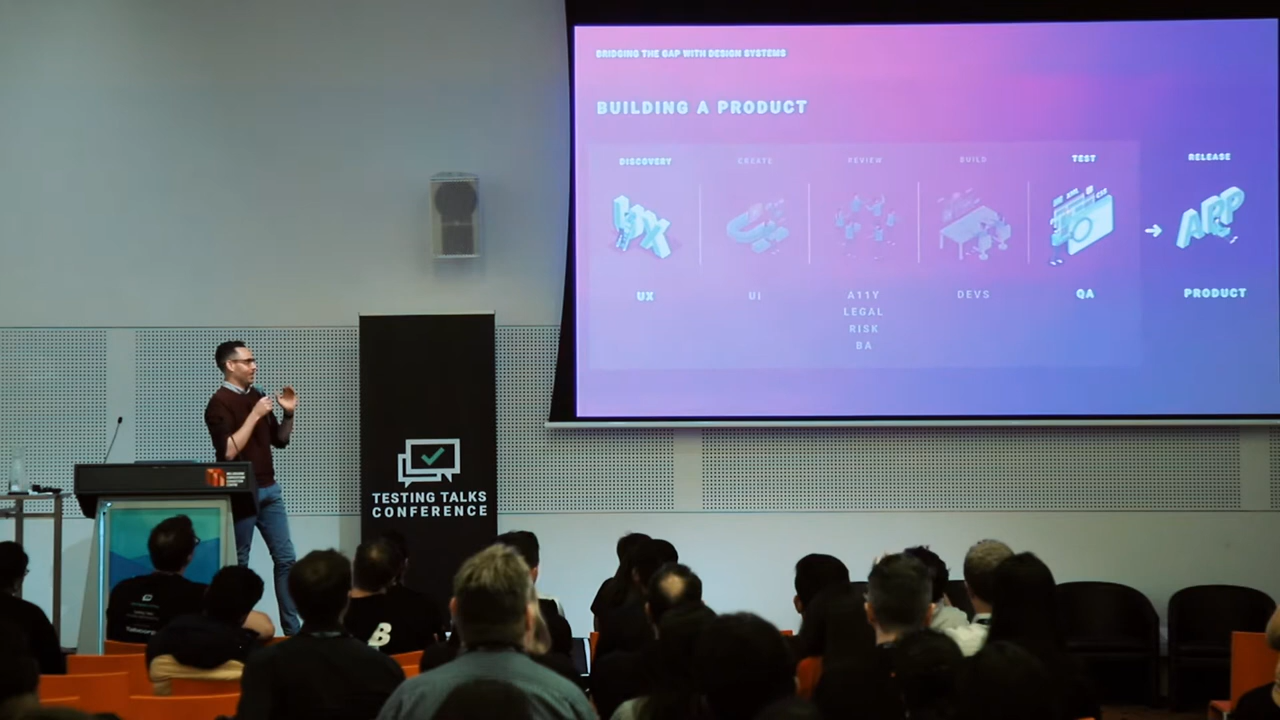 BRIDGING THE GAP WITH DESIGN SYSTEMS
BUILDING A PRODUCT
DISCOVERY
CREATE
REVIEW
BUILD
TEST
RELEASE
UX
APP
UX
UI
A11Y
LEGAL
RISK
BA
DEVS
QA
PRODUCT
TESTING TALKS
CONFERENCE
B